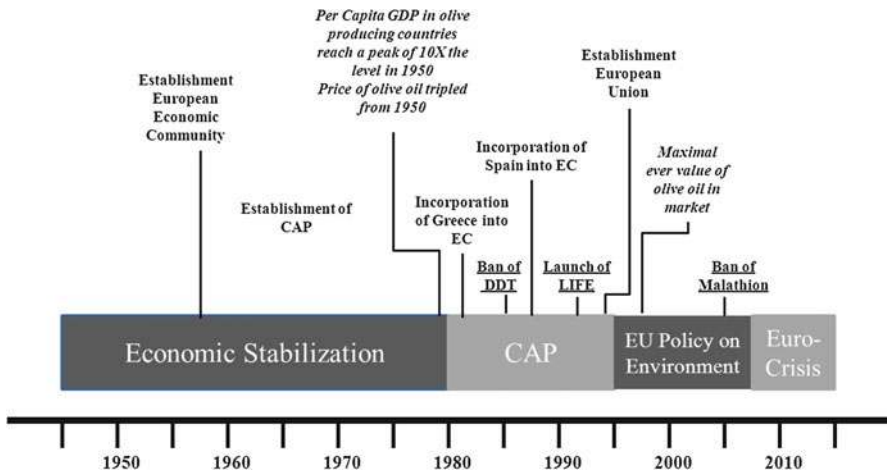 Per Capita GDP in olive
producing countries
reach a peak of 10X the
level in 1950
Price of olive oil tripled
from 1950
Establishment
European
Economic
Community
Establishment
European
Union
Incorporation of
Spain into EC
Maximal
ever value of
olive oil in
market
Establishment of
CAP
Incorporation
of Greece into
EC
Ban of
DDT
Launch of
LIFE
Ban of
Malathion
Economic Stabilization
CAP
EU Policy on
Environment
Euro-
Crisis
1950 1960 1970 1980 1990 2000 2010